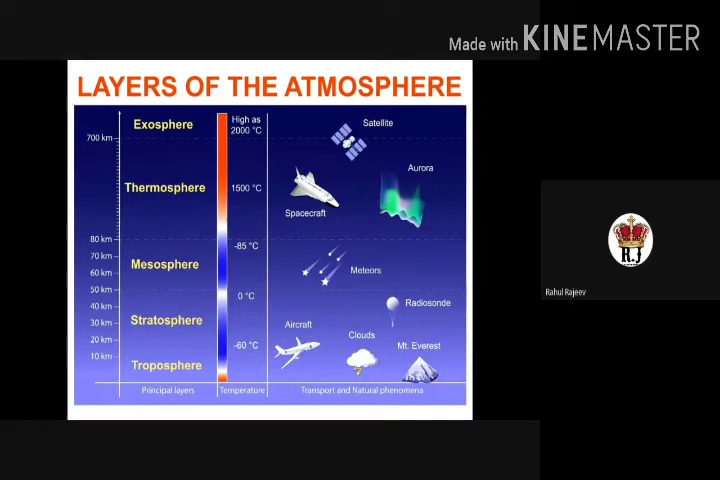 Made with KINEMASTER
LAYERS OF THE ATMOSPHERE
Exosphere
High as
2000 °C
Satellite
700 km
Aurora
Thermosphere
1500 °C
Spacecraft
80 km
-85 °C
70 km
Mesosphere
Meteors
60 km
50 km
0 °C
40 km
Radiosonde
30 km
Stratosphere
Aircraft
20 km
Clouds
-60 °C
Mt. Everest
10 km
Troposphere
Principal layers
Temperature
Transport and Natural phenomena
R.J
Rahul Rajeev